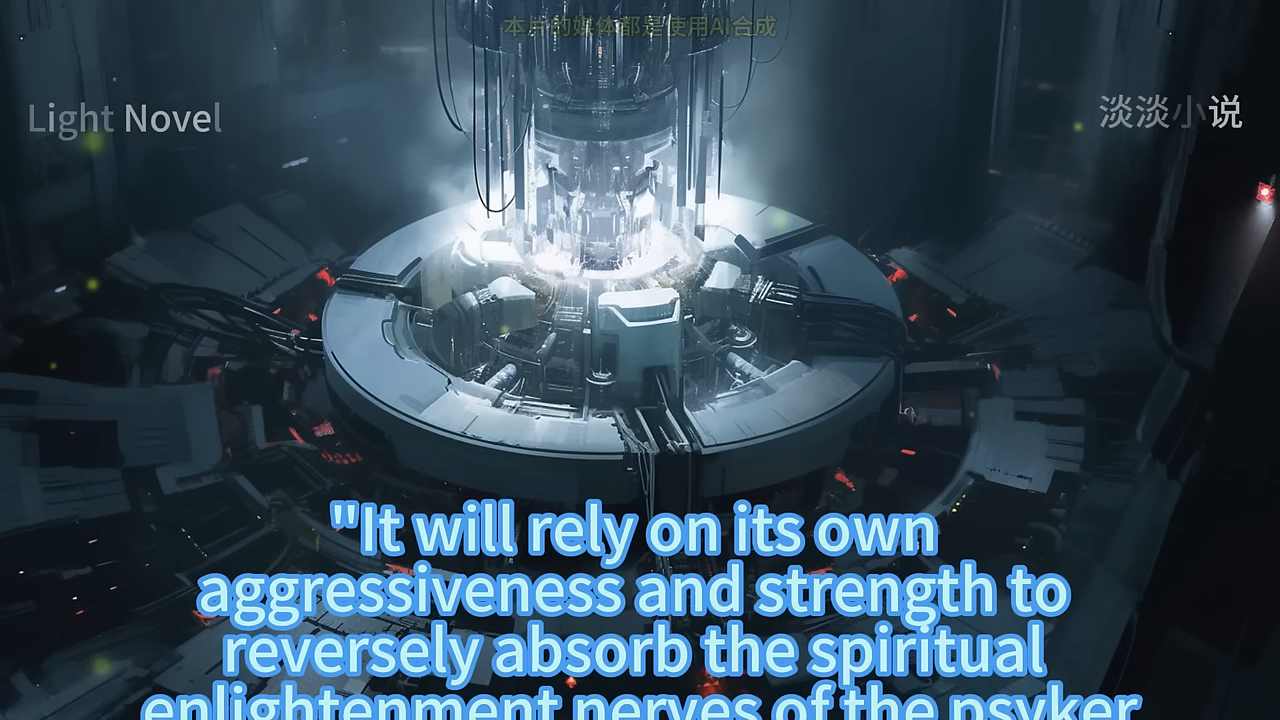 本片的媒体都是使用AI合成
Light Novel
淡淡小说
"It will rely on its own
aggressiveness and strength to
reversely absorb the spiritual
enlightenment nerves of the psyker